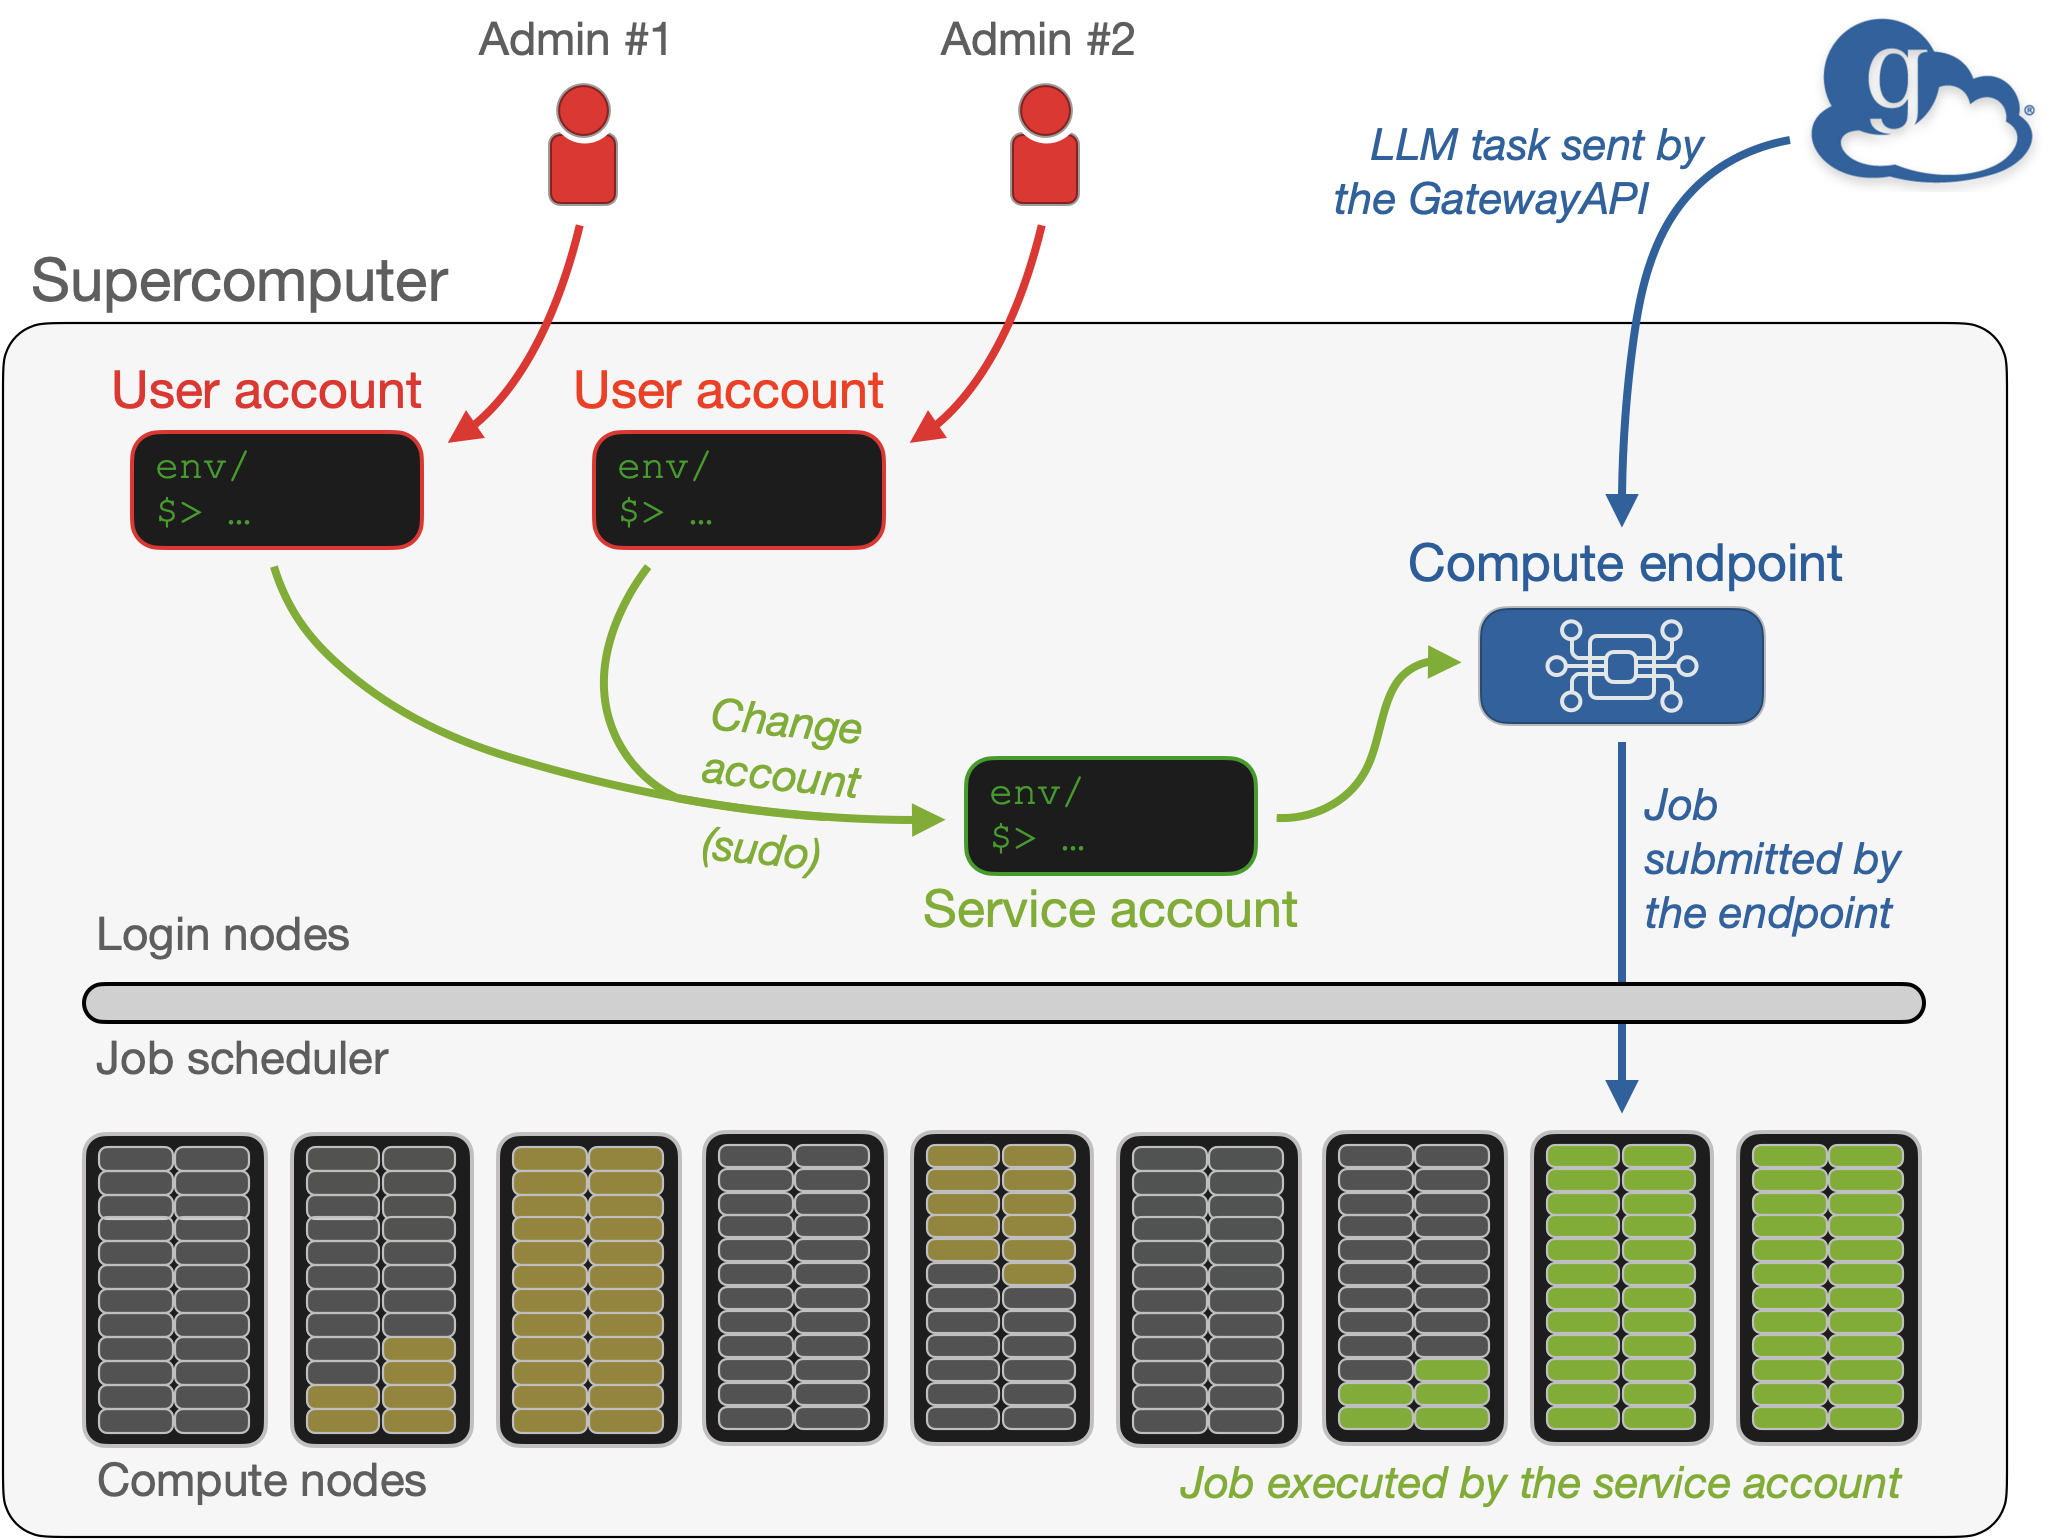 Admin #1
Admin #2
g
®
LLM task sent by
the GatewayAPI
Supercomputer
User account
User account
env/
$> …
env/
$> …
Compute endpoint
Change
account
(sudo)
env/
$> …
Service account
Job
submitted by
the endpoint
Login nodes
Job scheduler
Compute nodes
Job executed by the service account